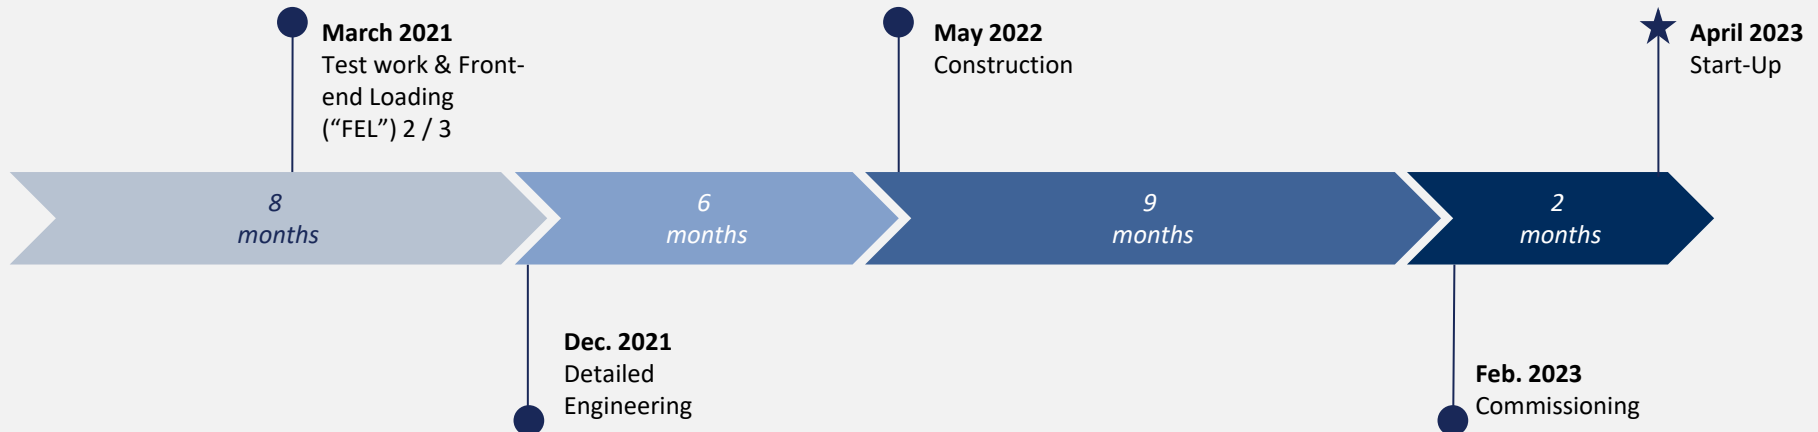 March 2021
Test work & Front-
end Loading
(“FEL”) 2 / 3
May 2022
Construction
April 2023
Start-Up
8
months
6
months
9
months
2
months
Dec. 2021
Detailed
Engineering
Feb. 2023
Commissioning